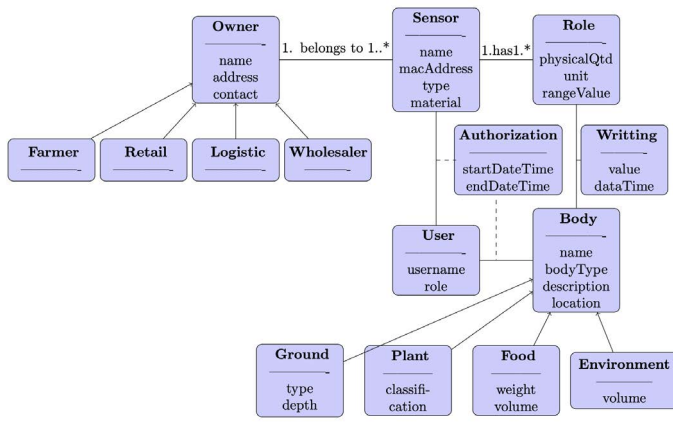 Owner
name
address
contact
1. belongs to 1..*
Sensor
name
macAddress
type
material
1.has1.*
Role
physicalQtd
unit
rangeValue
Farmer
Retail
Logistic
Wholesaler
Authorization
startDateTime
endDateTime
Writting
value
dataTime
User
username
role
Body
name
bodyType
description
location
Ground
type
depth
Plant
classifi-
cation
Food
weight
volume
Environment
volume